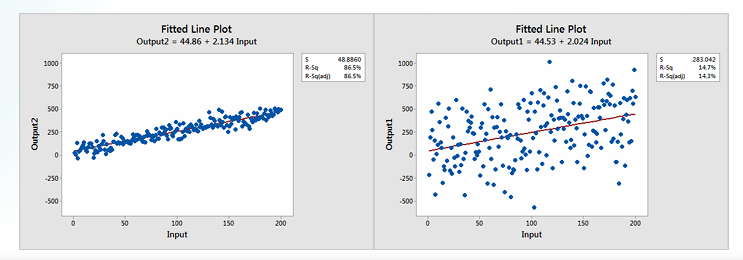 Fitted Line Plot
Output2 = 44.86 + 2.134 Input
S 48.8860
R-Sq 86.5%
R-Sq(adj) 86.5%
1000
750
500
250
0
-250
-500
Output2
0 50 100 150 200
Input
Fitted Line Plot
Output1 = 44.53 + 2.024 Input
S 283.042
R-Sq 14.7%
R-Sq(adj) 14.3%
1000
750
500
250
0
-250
-500
Output1
0 50 100 150 200
Input